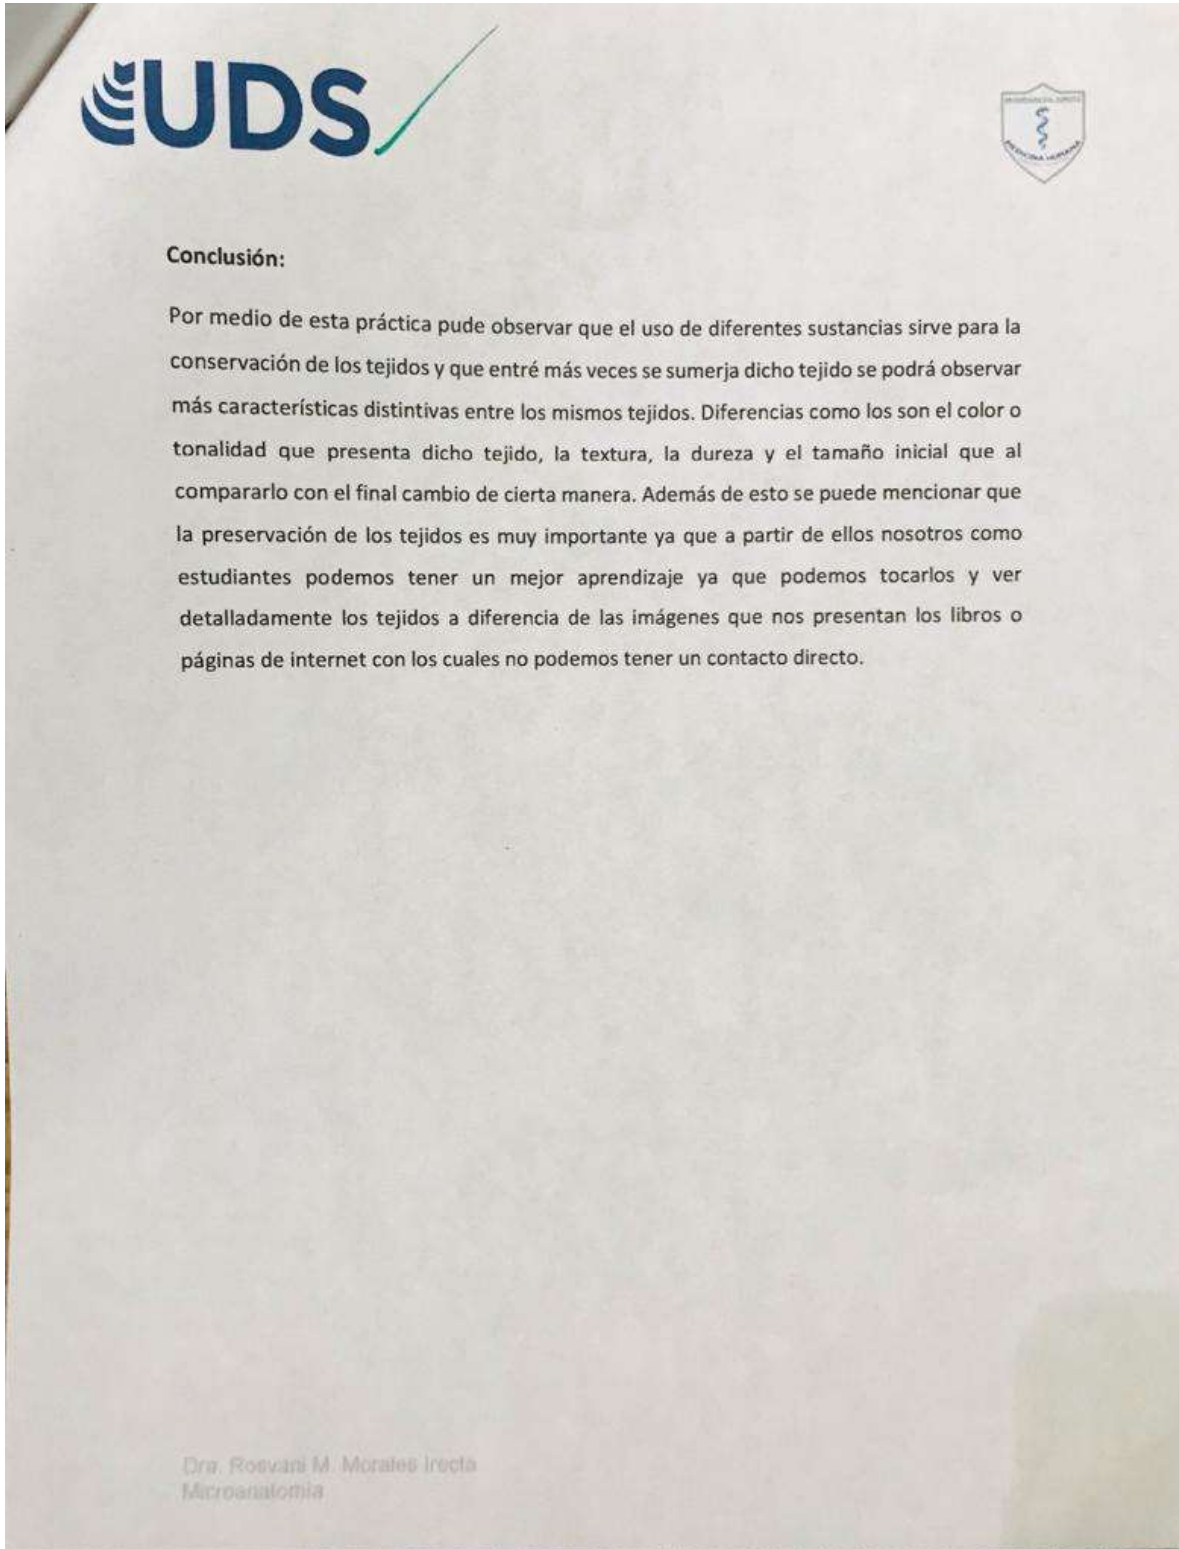 UDS
MEDICINA HUMANA
Conclusión:
Por medio de esta práctica pude observar que el uso de diferentes sustancias sirve para la
conservación de los tejidos y que entré más veces se sumerja dicho tejido se podrá observar
más características distintivas entre los mismos tejidos. Diferencias como los son el color o
tonalidad que presenta dicho tejido, la textura, la dureza y el tamaño inicial que al
compararlo con el final cambio de cierta manera. Además de esto se puede mencionar que
la preservación de los tejidos es muy importante ya que a partir de ellos nosotros como
estudiantes podemos tener un mejor aprendizaje ya que podemos tocarlos y ver
detalladamente los tejidos a diferencia de las imágenes que nos presentan los libros o
páginas de internet con los cuales no podemos tener un contacto directo.
Dra. Rosvani M. Morales Irecta
Microanatomía